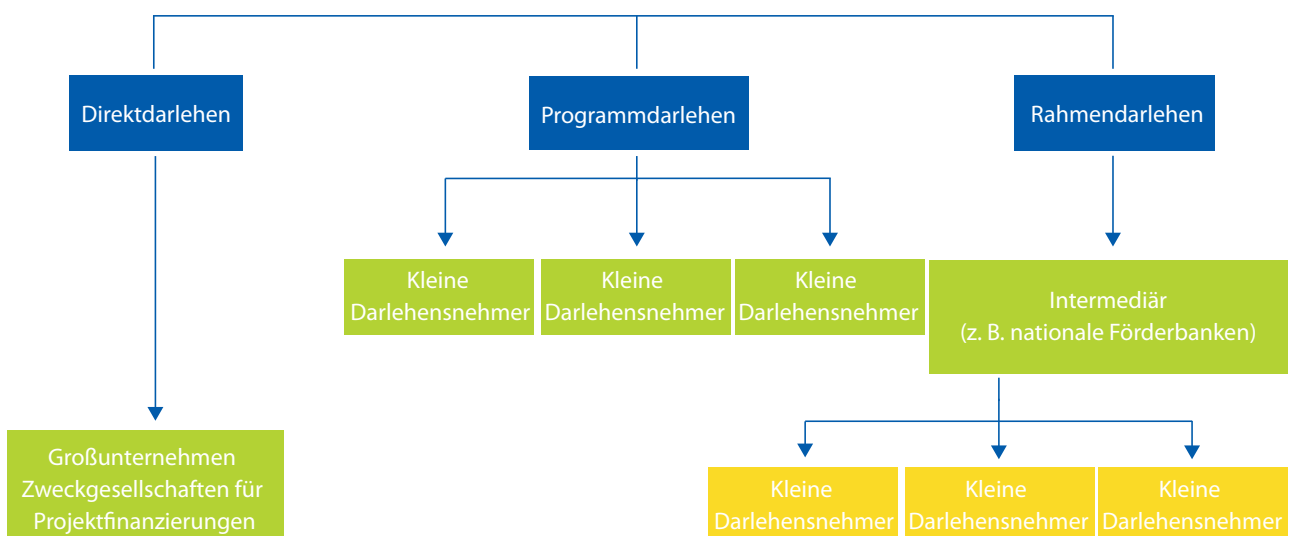 Direktdarlehen
Programmdarlehen
Rahmendarlehen
Kleine
Darlehensnehmer
Kleine
Darlehensnehmer
Kleine
Darlehensnehmer
Intermediär
(z. B. nationale Förderbanken)
Großunternehmen
Zweckgesellschaften für
Projektfinanzierungen
Kleine
Darlehensnehmer
Kleine
Darlehensnehmer
Kleine
Darlehensnehmer